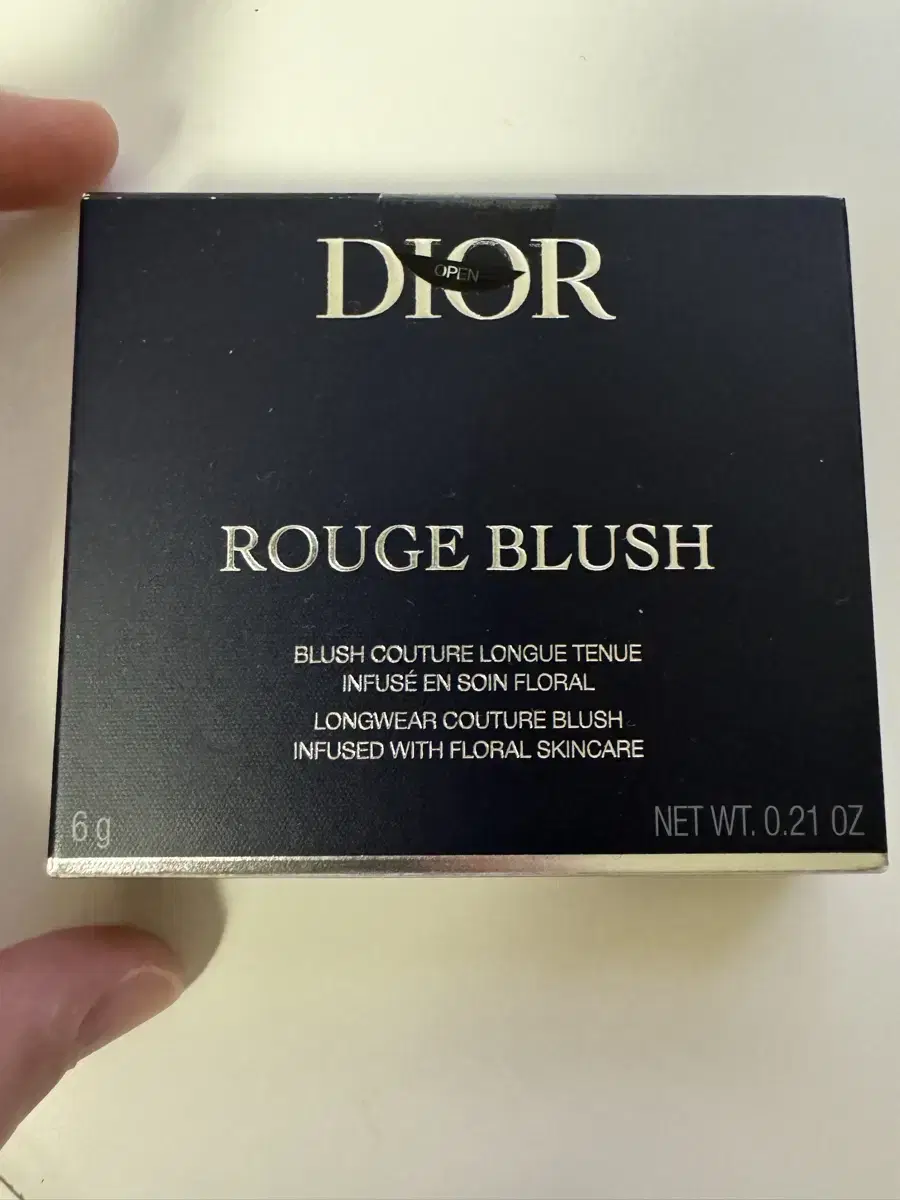 DIOR
OPEN
ROUGE BLUSH
BLUSH COUTURE LONGUE TENUE
INFUSÉ EN SOIN FLORAL
LONGWEAR COUTURE BLUSH
INFUSED WITH FLORAL SKINCARE
6 g
NET WT. 0.21 OZ